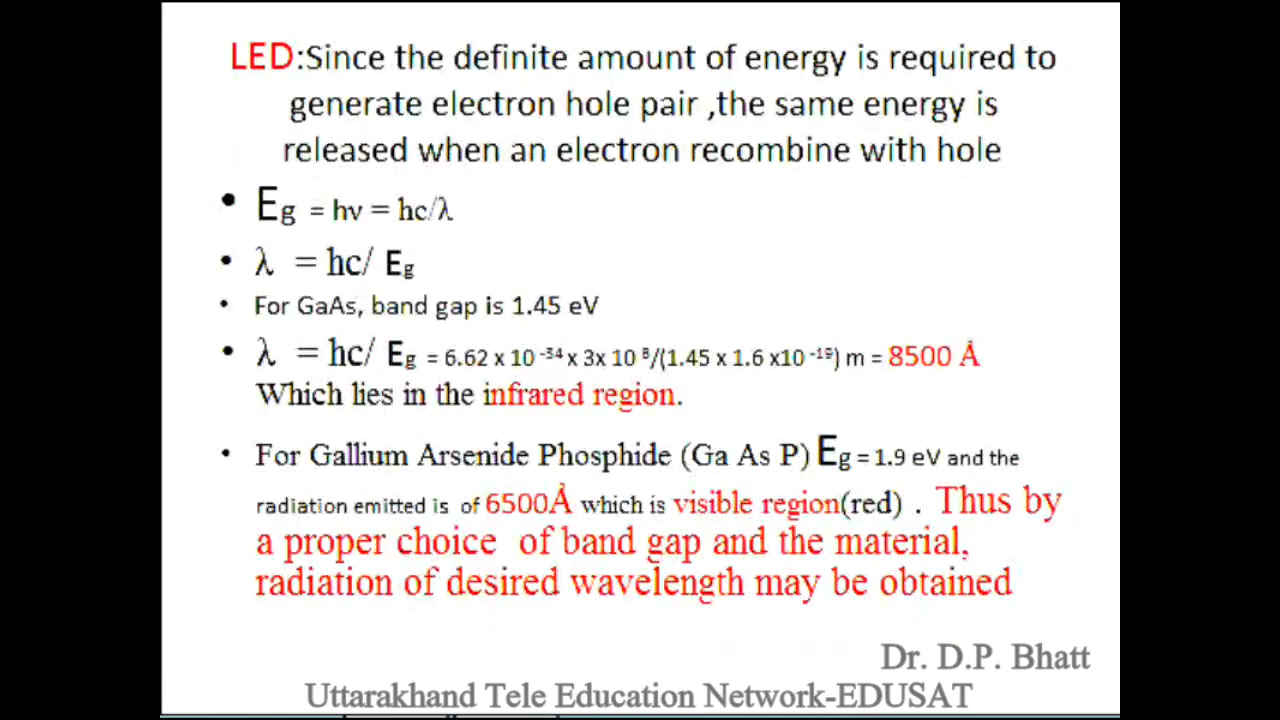 LED:Since the definite amount of energy is required to
generate electron hole pair ,the same energy is
released when an electron recombine with hole
• Eg = hν = hc/λ
• λ = hc/ Eg
• For GaAs, band gap is 1.45 eV
• λ = hc/ Eg = 6.62 x 10 -34 x 3x 10 8/(1.45 x 1.6 x10 -19) m = 8500 Å
Which lies in the infrared region.
• For Gallium Arsenide Phosphide (Ga As P) Eg = 1.9 eV and the
radiation emitted is of 6500Å which is visible region(red) . Thus by
a proper choice of band gap and the material,
radiation of desired wavelength may be obtained
Dr. D.P. Bhatt
Uttarakhand Tele Education Network-EDUSAT